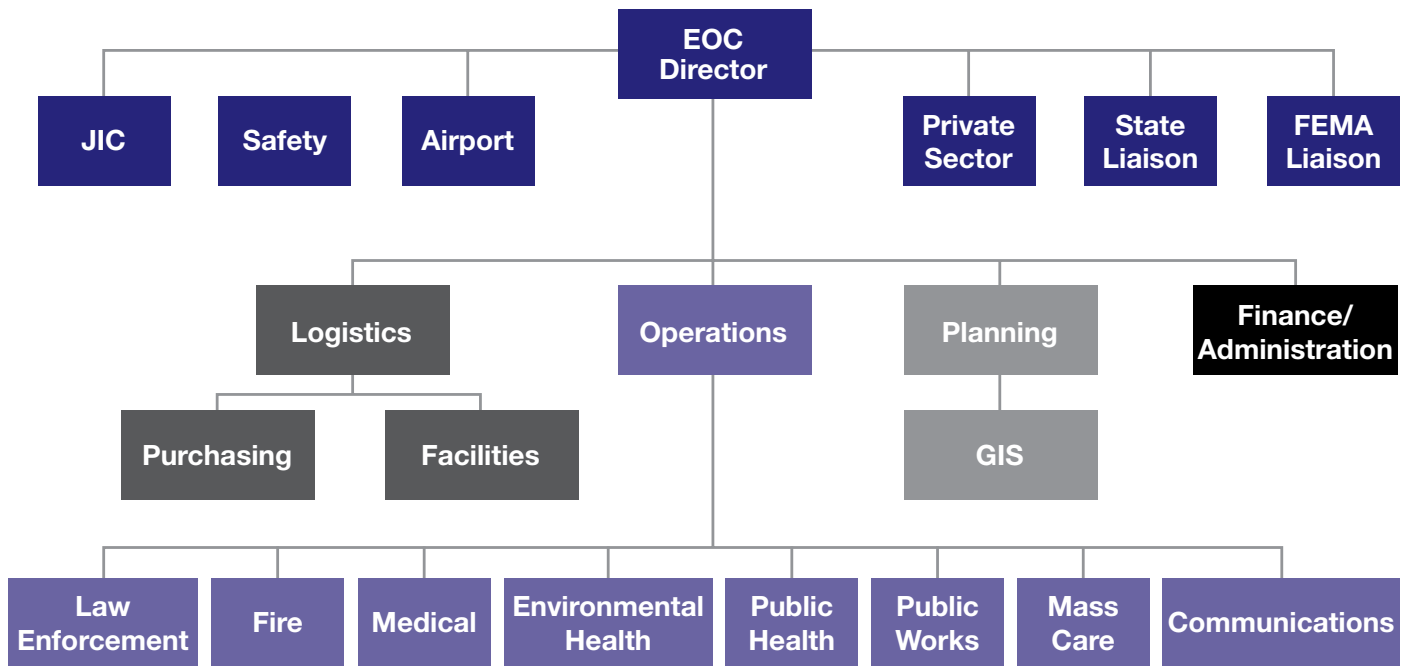 EOC
Director
JIC
Safety
Airport
Private
Sector
State
Liaison
FEMA
Liaison
Logistics
Operations
Planning
Finance/
Administration
Purchasing
Facilities
GIS
Law
Enforcement
Fire
Medical
Environmental
Health
Public
Health
Public
Works
Mass
Care
Communications